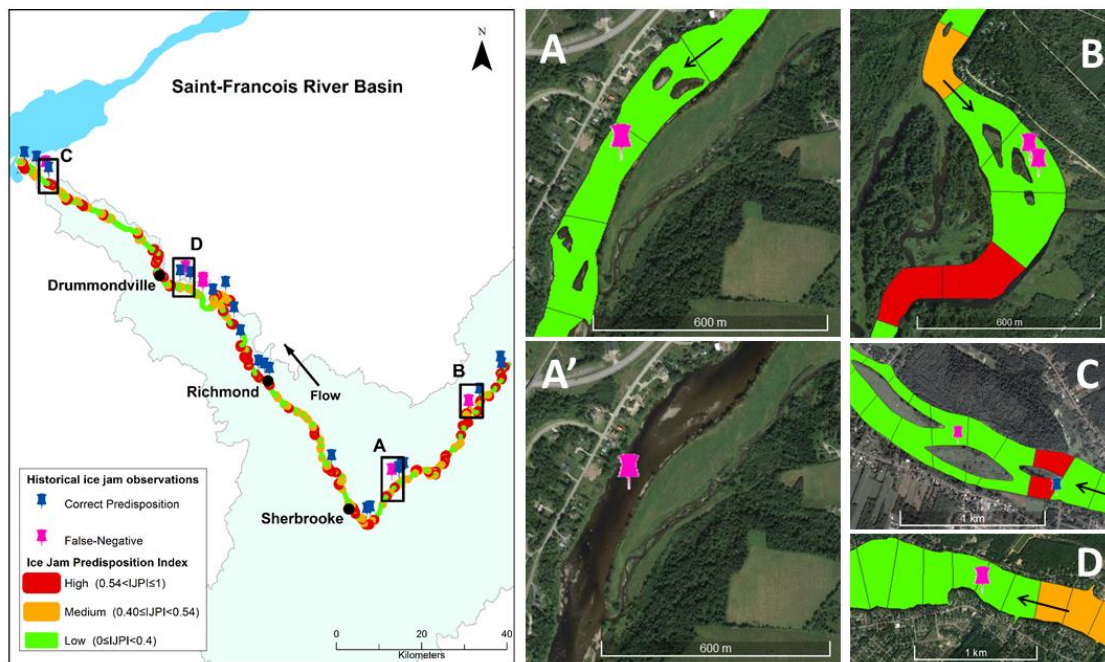 N
Saint-Francois River Basin
C
D
Drummondville
Richmond
Flow
B
A
Sherbrooke
Historical ice jam observations
Correct Predisposition
False-Negative
Ice Jam Predisposition Index
High (0.54<IJPI≤1)
Medium (0.40≤IJPI<0.54)
Low (0≤IJPI<0.4)
0 20 40
Kilometers
A
600 m
A'
600 m
B
600 m
C
1 km
D
1 km